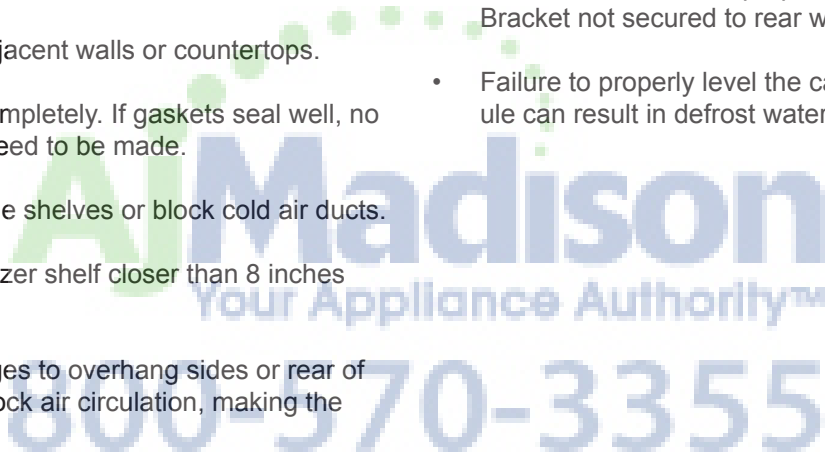 jacent walls or countertops.
mpletely. If gaskets seal well, no
eed to be made.
e shelves or block cold air ducts.
zer shelf closer than 8 inches
ges to overhang sides or rear of
ock air circulation, making the
Bracket not secured to rear w
• Failure to properly level the ca
ule can result in defrost water
AJMadison
Your Appliance Authority™
800-570-3355